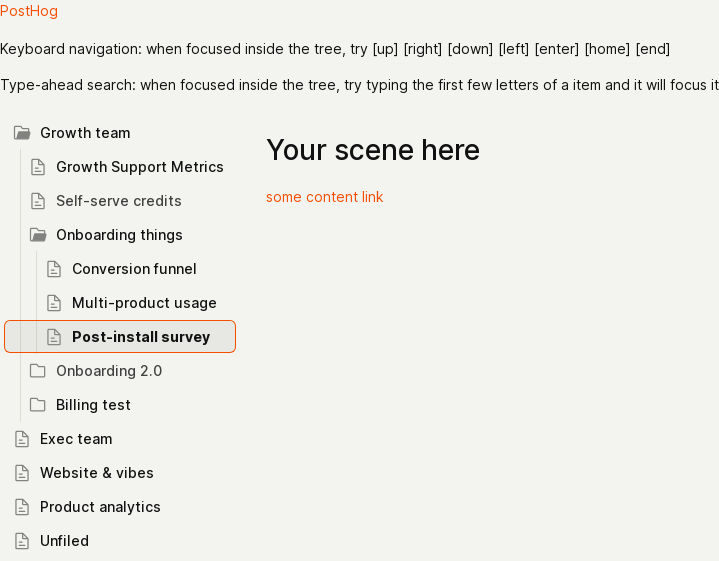 PostHog
Keyboard navigation: when focused inside the tree, try [up] [right] [down] [left] [enter] [home] [end]
Type-ahead search: when focused inside the tree, try typing the first few letters of a item and it will focus it
Growth team
Growth Support Metrics
Self-serve credits
Onboarding things
Conversion funnel
Multi-product usage
Post-install survey
Onboarding 2.0
Billing test
Exec team
Website & vibes
Product analytics
Unfiled
Your scene here
some content link